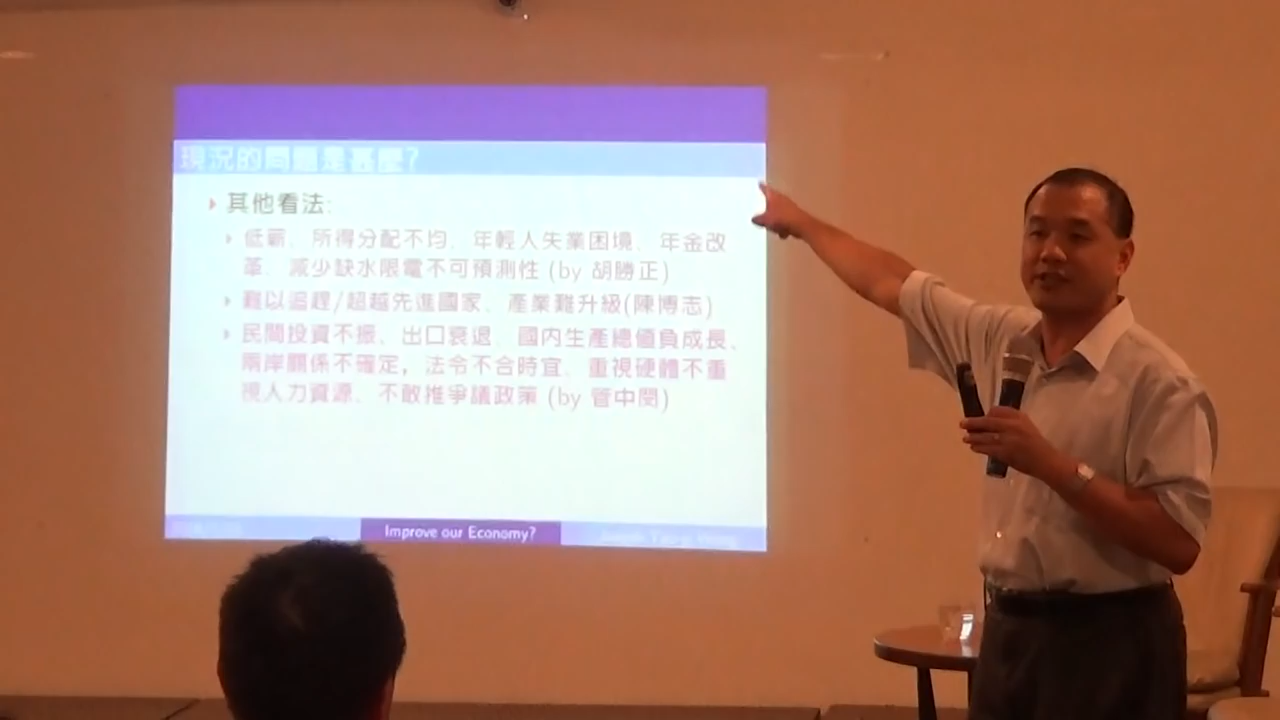 現況的問題是甚麼?
其他看法:
低薪、所得分配不均、年輕人失業困境、年金改
革、減少缺水限電不可預測性 (by 胡勝正)
難以追趕/超越先進國家、產業難升級(陳博志)
民間投資不振、出口衰退、國內生產總值負成長、
兩岸關係不確定，法令不合時宜、重視硬體不重
視人力資源、不敢推爭議政策 (by 管中閔)
Improve our Economy?